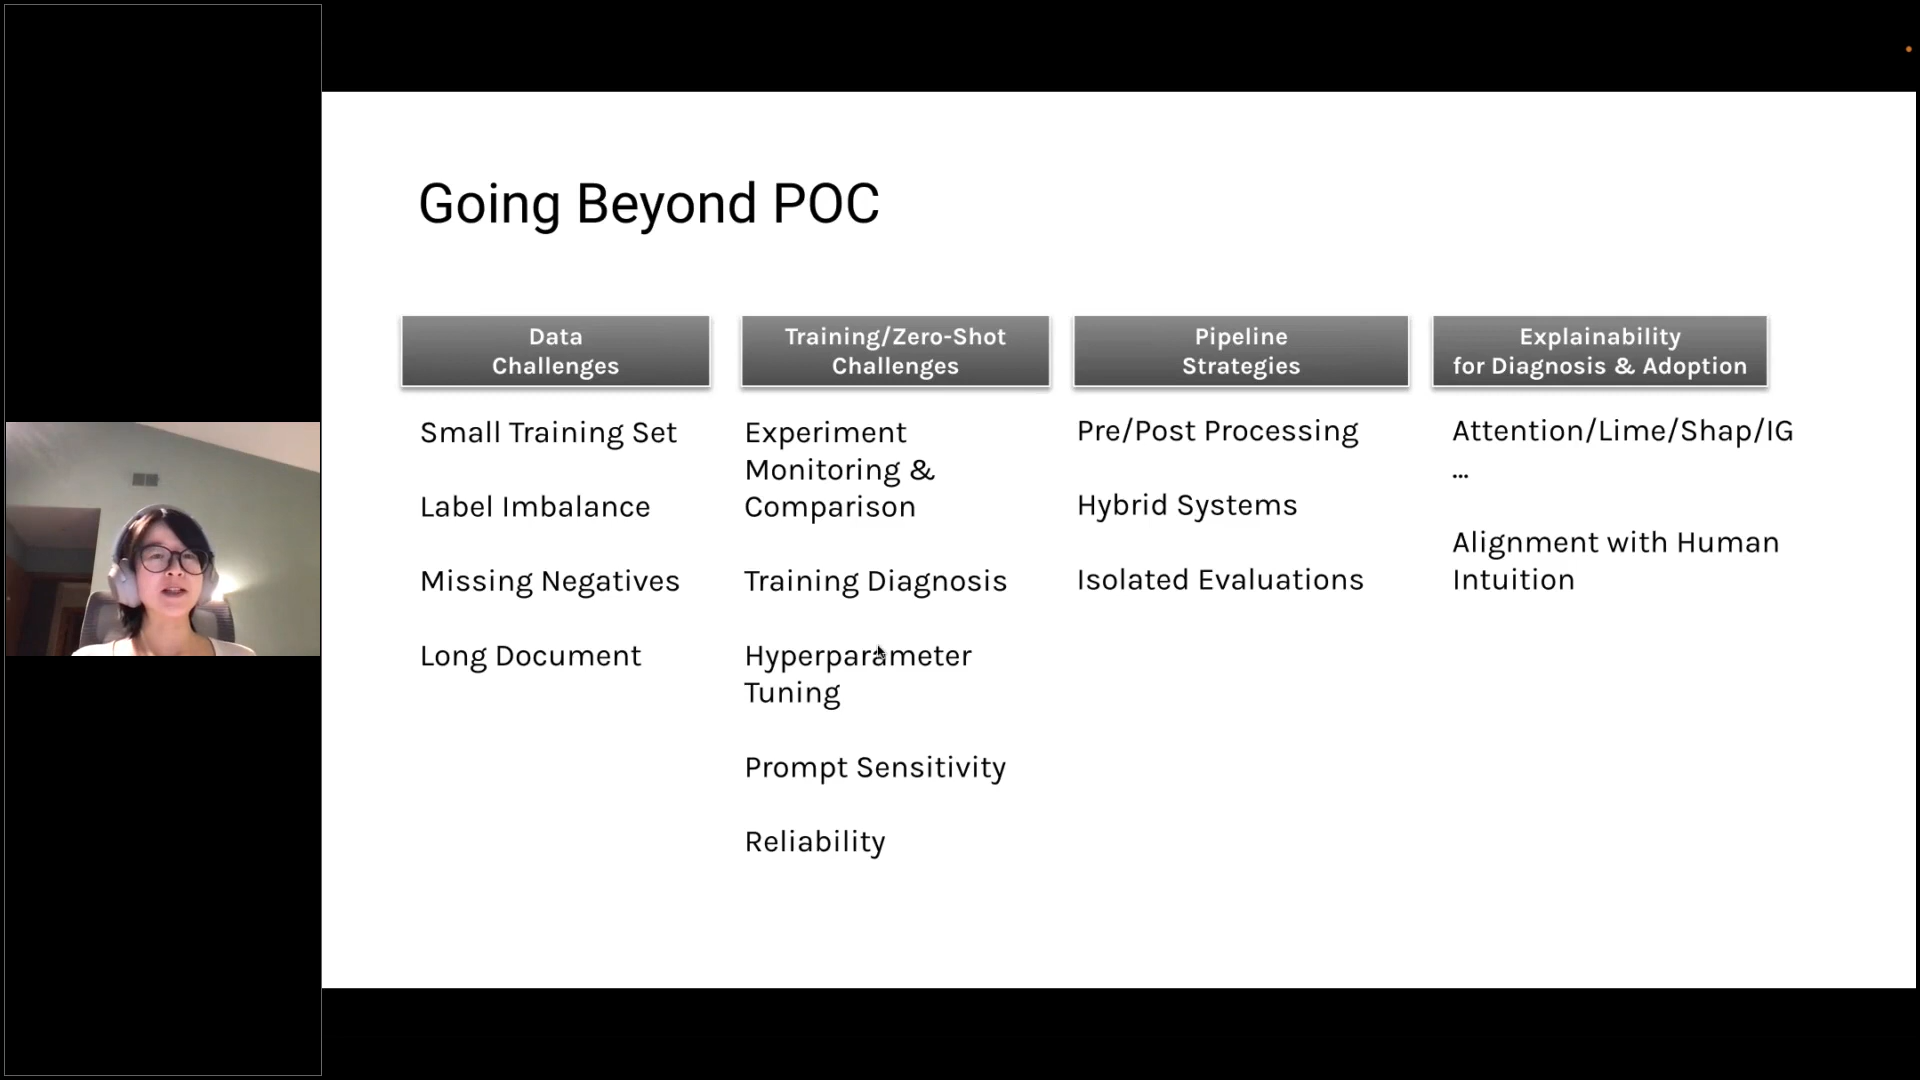 Going Beyond POC
Data
Challenges
Small Training Set
Label Imbalance
Missing Negatives
Long Document
Training/Zero-Shot
Challenges
Experiment
Monitoring &
Comparison
Training Diagnosis
Hyperparameter
Tuning
Prompt Sensitivity
Reliability
Pipeline
Strategies
Pre/Post Processing
Hybrid Systems
Isolated Evaluations
Explainability
for Diagnosis & Adoption
Attention/Lime/Shap/IG
...
Alignment with Human
Intuition